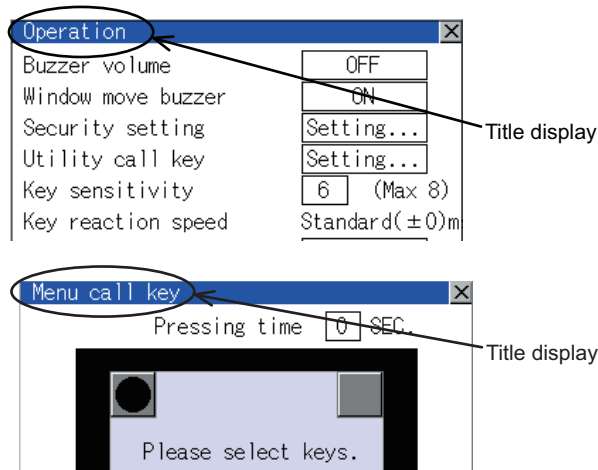 Operation
Buzzer volume OFF
Window move buzzer ON
Security setting Setting...
Title display
Utility call key Setting...
Key sensitivity 6 (Max 8)
Key reaction speed Standard(±0)m
Menu call key
Pressing time 0 SEC.
Title display
Please select keys.